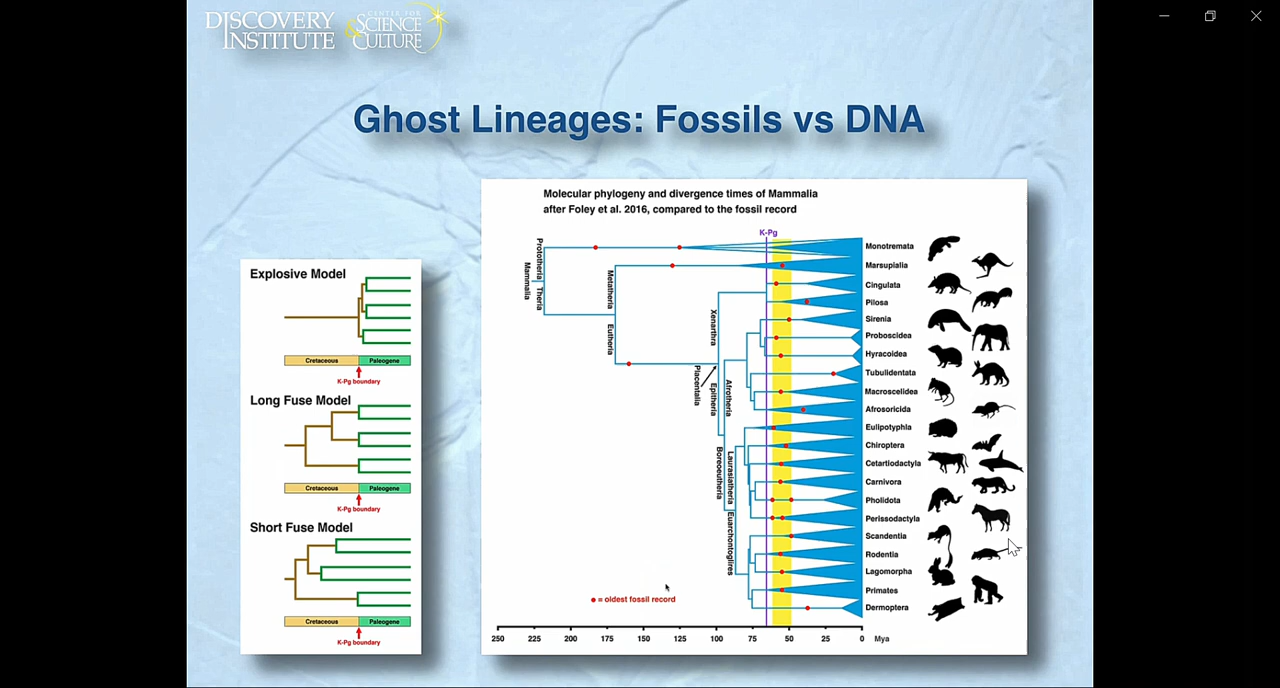 DISCOVERY
INSTITUTE
CENTER FOR
SCIENCE
& CULTURE
Ghost Lineages: Fossils vs DNA
Explosive Model
Cretaceous Paleogene
K-Pg boundary
Long Fuse Model
Cretaceous Paleogene
K-Pg boundary
Short Fuse Model
Cretaceous Paleogene
K-Pg boundary
Molecular phylogeny and divergence times of Mammalia
after Foley et al. 2016, compared to the fossil record
K-Pg
Mammalia
Prototheria
Theria
Metatheria
Eutheria
Placentalia
Xenarthra
Epitheria
Afrotheria
Boreoeutheria
Laurasiatheria
Euarchontoglires
Monotremata
Marsupialia
Cingulata
Pilosa
Sirenia
Proboscidea
Hyracoidea
Tubulidentata
Macroscelidea
Afrosoricida
Eulipotyphla
Chiroptera
Cetartiodactyla
Carnivora
Pholidota
Perissodactyla
Scandentia
Rodentia
Lagomorpha
Primates
Dermoptera
= oldest fossil record
250 225 200 175 150 125 100 75 50 25 0 Mya